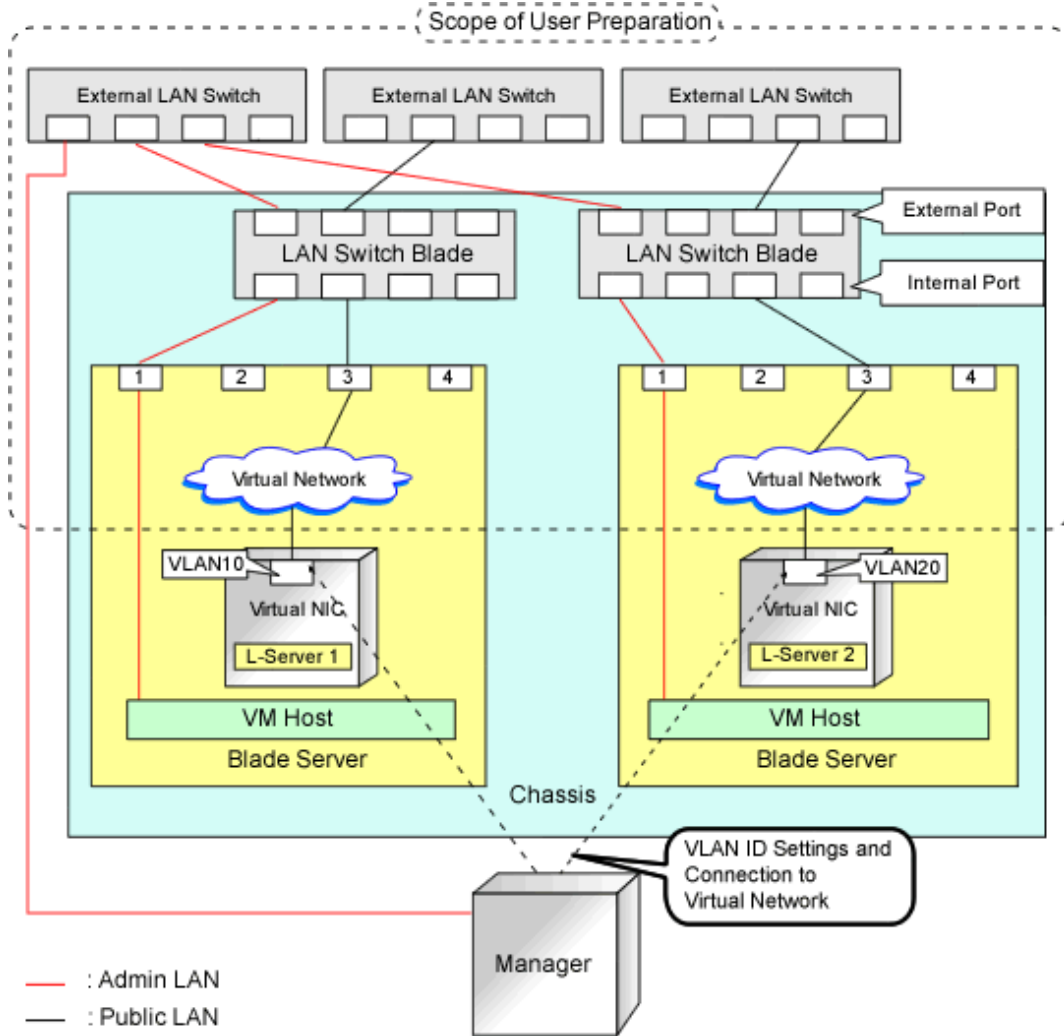 Scope of User Preparation
External LAN Switch
External LAN Switch
External LAN Switch
External Port
LAN Switch Blade
LAN Switch Blade
Internal Port
1
2
3
4
1
2
3
4
Virtual Network
Virtual Network
VLAN10
VLAN20
Virtual NIC
Virtual NIC
L-Server 1
L-Server 2
VM Host
VM Host
Blade Server
Blade Server
Chassis
VLAN ID Settings and
Connection to
Virtual Network
Manager
: Admin LAN
: Public LAN